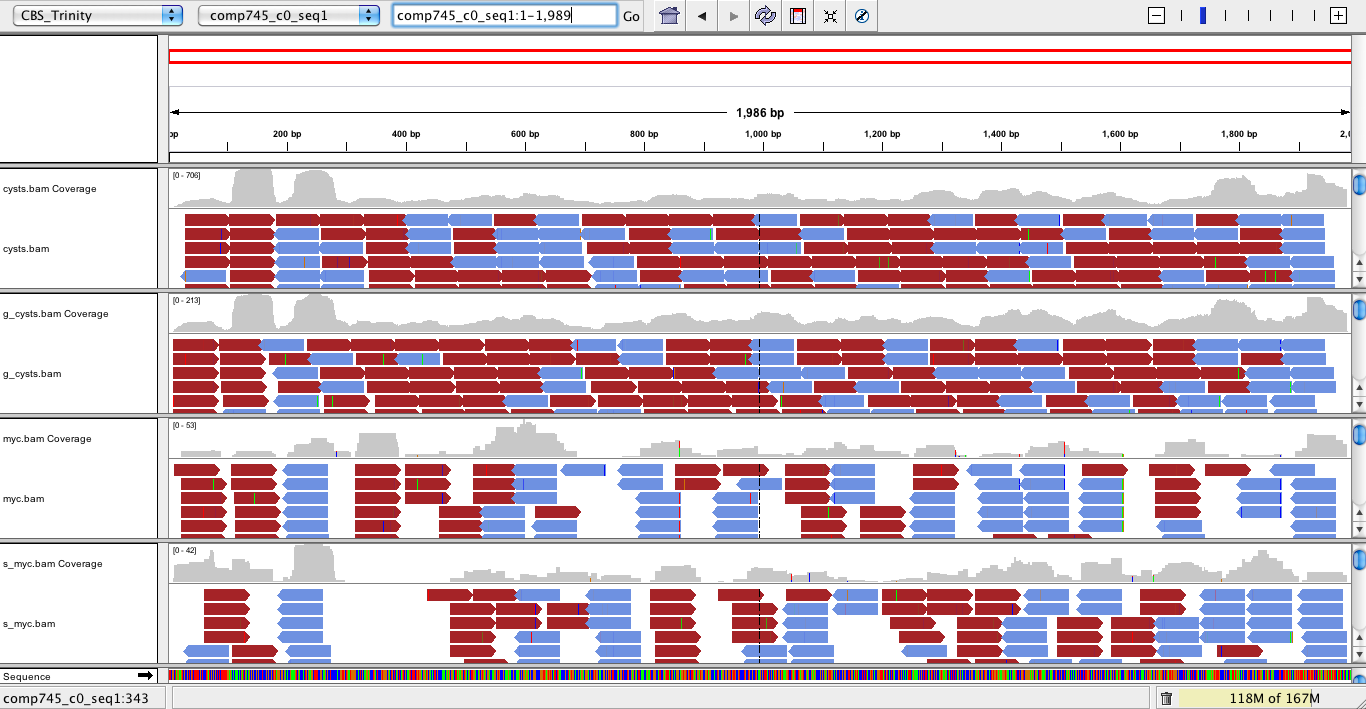 CBS_Trinity comp745_c0_seq1 comp745_c0_seq1:1-1,989 Go
1,986 bp
bp 200 bp 400 bp 600 bp 800 bp 1,000 bp 1,200 bp 1,400 bp 1,600 bp 1,800 bp 2,0
[0 - 706]
cysts.bam Coverage
cysts.bam
[0 - 213]
g_cysts.bam Coverage
g_cysts.bam
[0 - 53]
myc.bam Coverage
myc.bam
[0 - 42]
s_myc.bam Coverage
s_myc.bam
Sequence
comp745_c0_seq1:343 118M of 167M